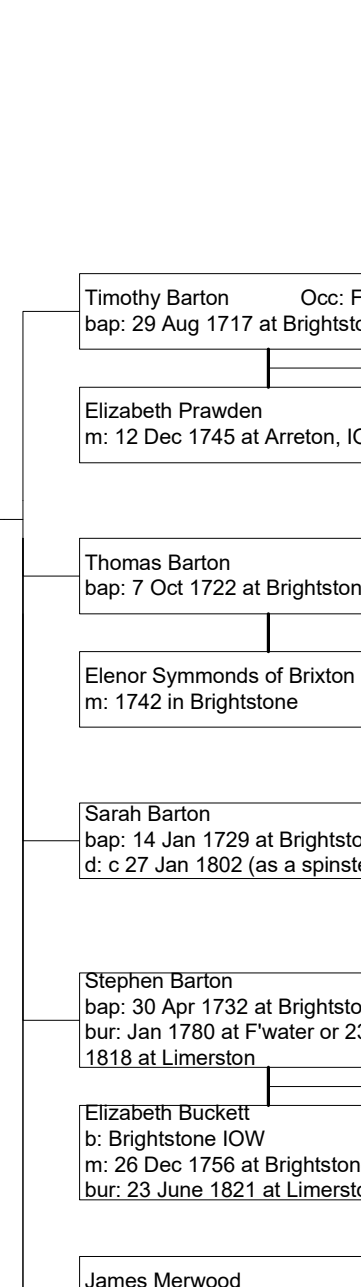 Timothy Barton Occ: F
bap: 29 Aug 1717 at Brightsto
Elizabeth Prawden
m: 12 Dec 1745 at Arreton, IO
Thomas Barton
bap: 7 Oct 1722 at Brightston
Elenor Symmonds of Brixton
m: 1742 in Brightstone
Sarah Barton
bap: 14 Jan 1729 at Brightsto
d: c 27 Jan 1802 (as a spinste
Stephen Barton
bap: 30 Apr 1732 at Brightsto
bur: Jan 1780 at F'water or 23
1818 at Limerston
Elizabeth Buckett
b: Brightstone IOW
m: 26 Dec 1756 at Brightston
bur: 23 June 1821 at Limersto
James Merwood